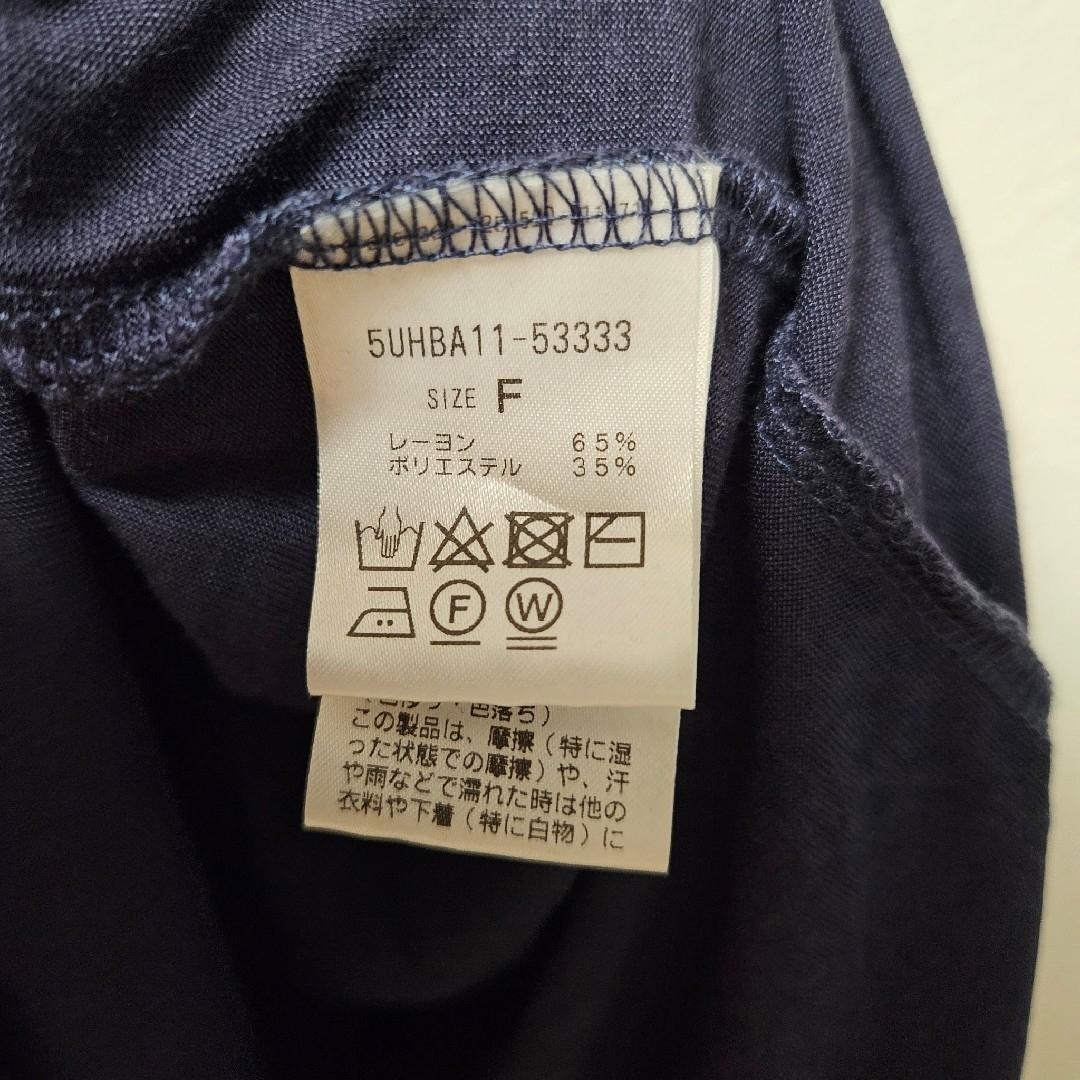 5UHBA11-53333
SIZE F
レーヨン 65%
ポリエステル 35%
F W
色落ち)
この製品は、摩擦(特に湿
った状態での摩擦)や、汗
や雨などで濡れた時は他の
衣料や下着(特に白物)に